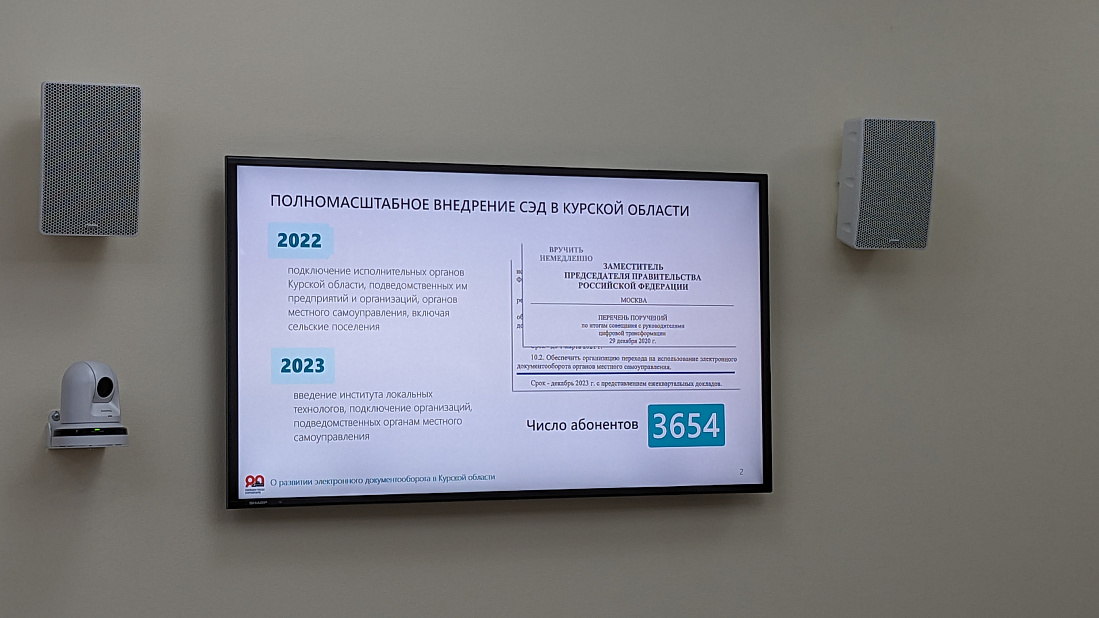 ПОЛНОМАСШТАБНОЕ ВНЕДРЕНИЕ СЭД В КУРСКОЙ ОБЛАСТИ
2022
подключение исполнительных органов
Курской области, подведомственных им
предприятий и организаций, органов
местного самоуправления, включая
сельские поселения
2023
введение института локальных
технологов, подключение организаций,
подведомственных органам местного
самоуправления
ВРУЧИТЬ
НЕМЕДЛЕННО
ЗАМЕСТИТЕЛЬ
ПРЕДСЕДАТЕЛЯ ПРАВИТЕЛЬСТВА
РОССИЙСКОЙ ФЕДЕРАЦИИ
МОСКВА
ПЕРЕЧЕНЬ ПОРУЧЕНИЙ
по итогам совещания с руководителями
цифровой трансформации
29 декабря 2020 г.
10.2. Обеспечить организацию перехода на использование электронного
документооборота органов местного самоуправления.
Срок - декабрь 2023 г. с представлением ежеквартальных докладов.
Число абонентов 3654
2
90
О развитии электронного документооборота в Курской области
SHARP